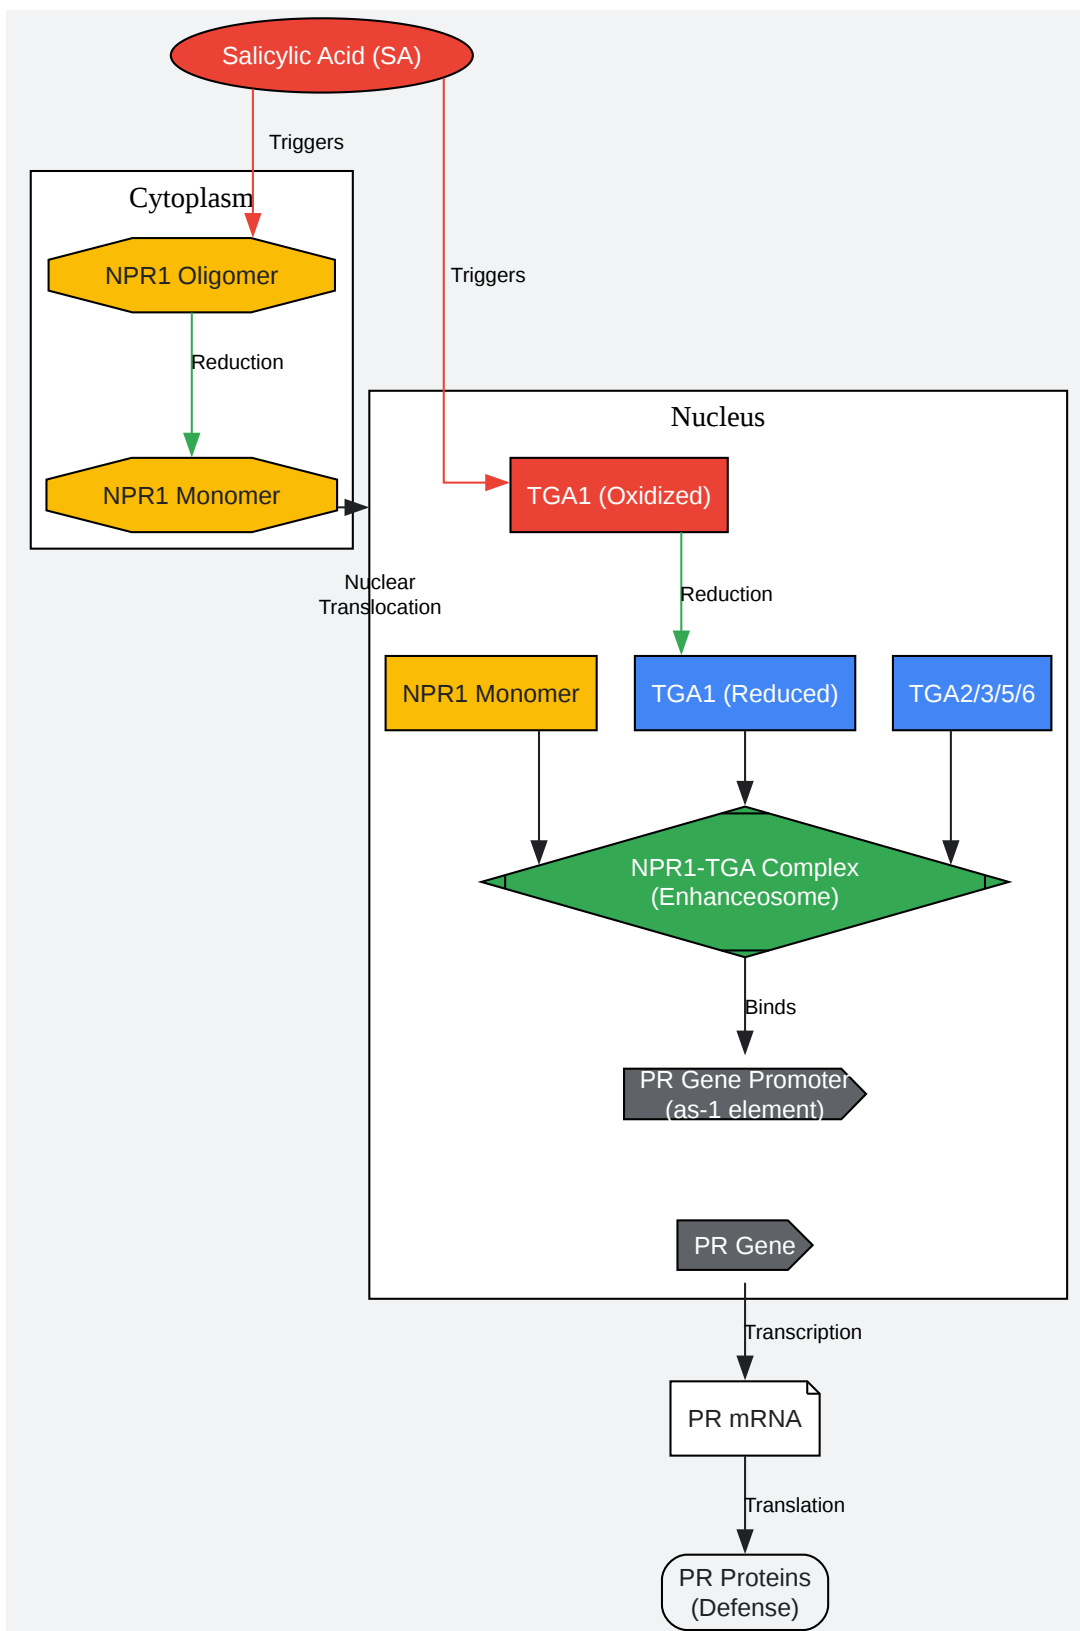 Salicylic Acid (SA)
Triggers
Cytoplasm
NPR1 Oligomer
Triggers
Reduction
Nucleus
NPR1 Monomer
TGA1 (Oxidized)
Nuclear
Translocation
Reduction
NPR1 Monomer
TGA1 (Reduced)
TGA2/3/5/6
NPR1-TGA Complex
(Enhanceosome)
Binds
PR Gene Promoter
(as-1 element)
PR Gene
Transcription
PR mRNA
Translation
PR Proteins
(Defense)